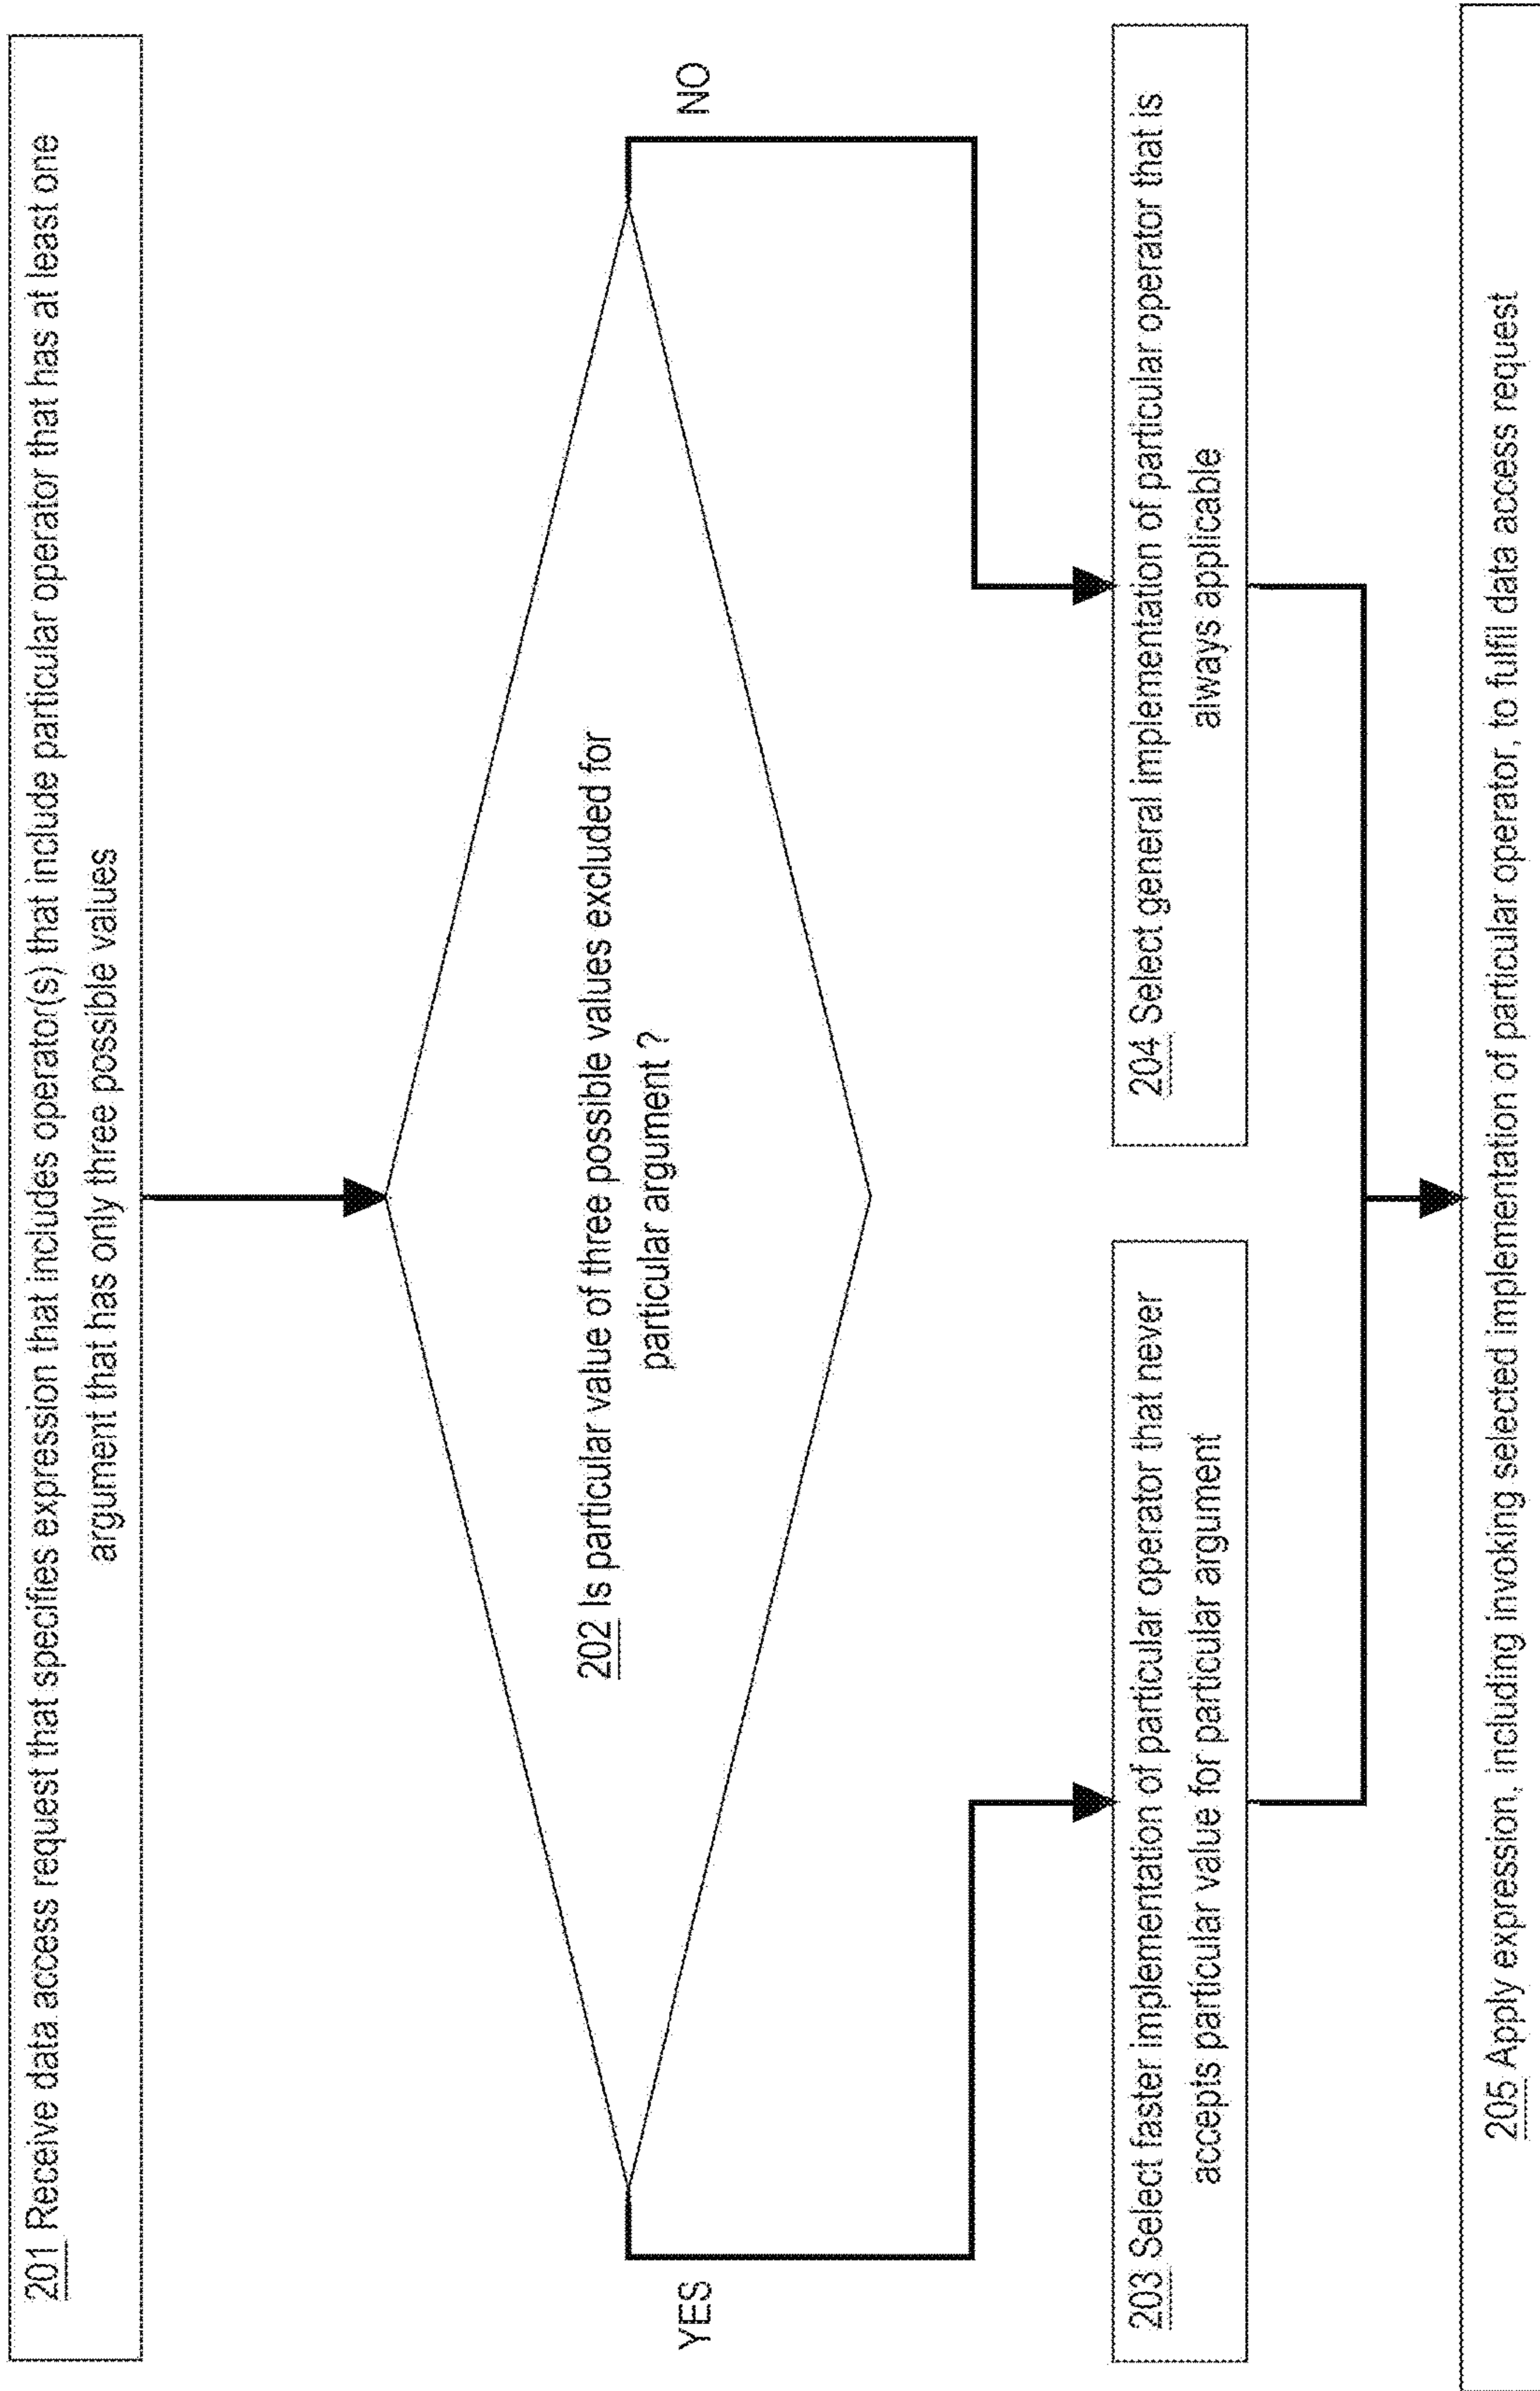 201 Receive data access request that specifies expression that includes operator(s) that include particular operator that has at least one
argument that has only three possible values
202 Is particular value of three possible values excluded for
particular argument ?
YES
NO
203 Select faster implementation of particular operator that never
accepts particular value for particular argument
204 Select general implementation of particular operator that is
always applicable
205 Apply expression, including invoking selected implementation of particular operator, to fulfil data access request